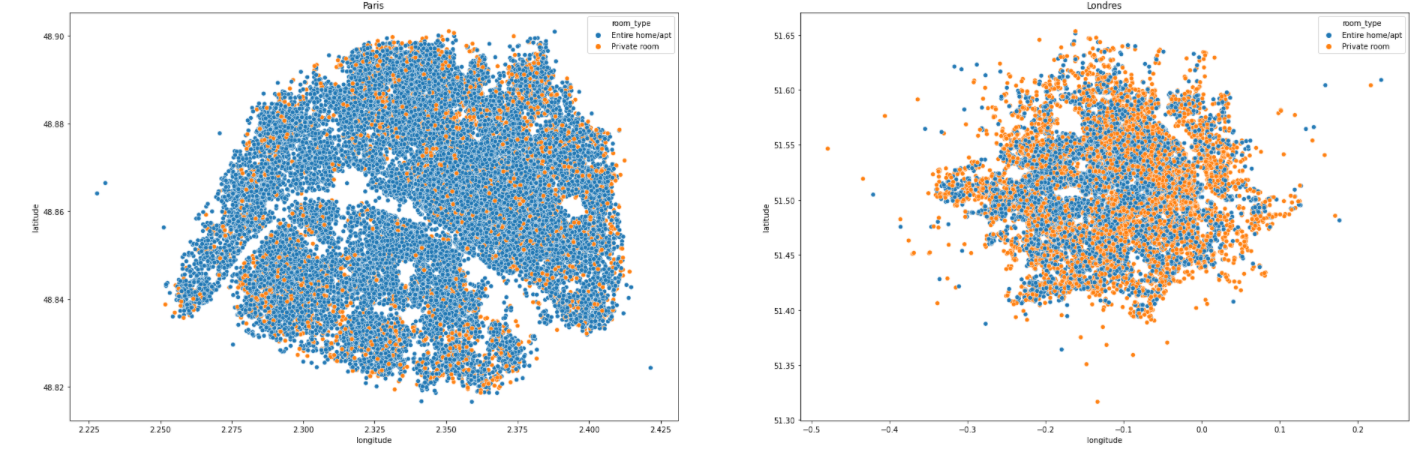 Paris
room_type
Entire home/apt
Private room
48.90
48.88
48.86
48.84
48.82
latitude
2.225 2.250 2.275 2.300 2.325 2.350 2.375 2.400 2.425
longitude
Londres
room_type
Entire home/apt
Private room
51.65
51.60
51.55
51.50
51.45
51.40
51.35
51.30
latitude
−0.5 −0.4 −0.3 −0.2 −0.1 0.0 0.1 0.2
longitude